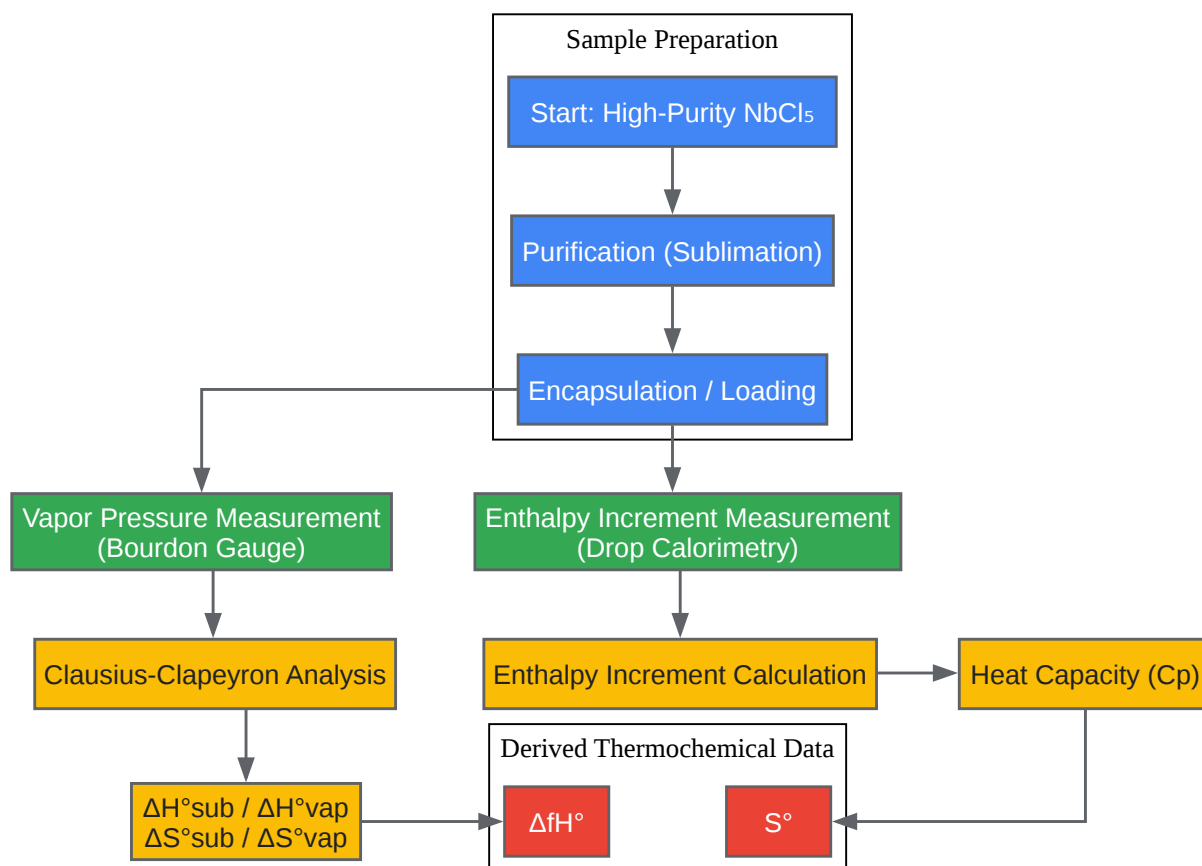 Sample Preparation
Start: High-Purity NbCl₅
Purification (Sublimation)
Encapsulation / Loading
Vapor Pressure Measurement
(Bourdon Gauge)
Enthalpy Increment Measurement
(Drop Calorimetry)
Clausius-Clapeyron Analysis
Enthalpy Increment Calculation
Heat Capacity (Cp)
Derived Thermochemical Data
ΔH°sub / ΔH°vap
ΔS°sub / ΔS°vap
ΔfH°
S°